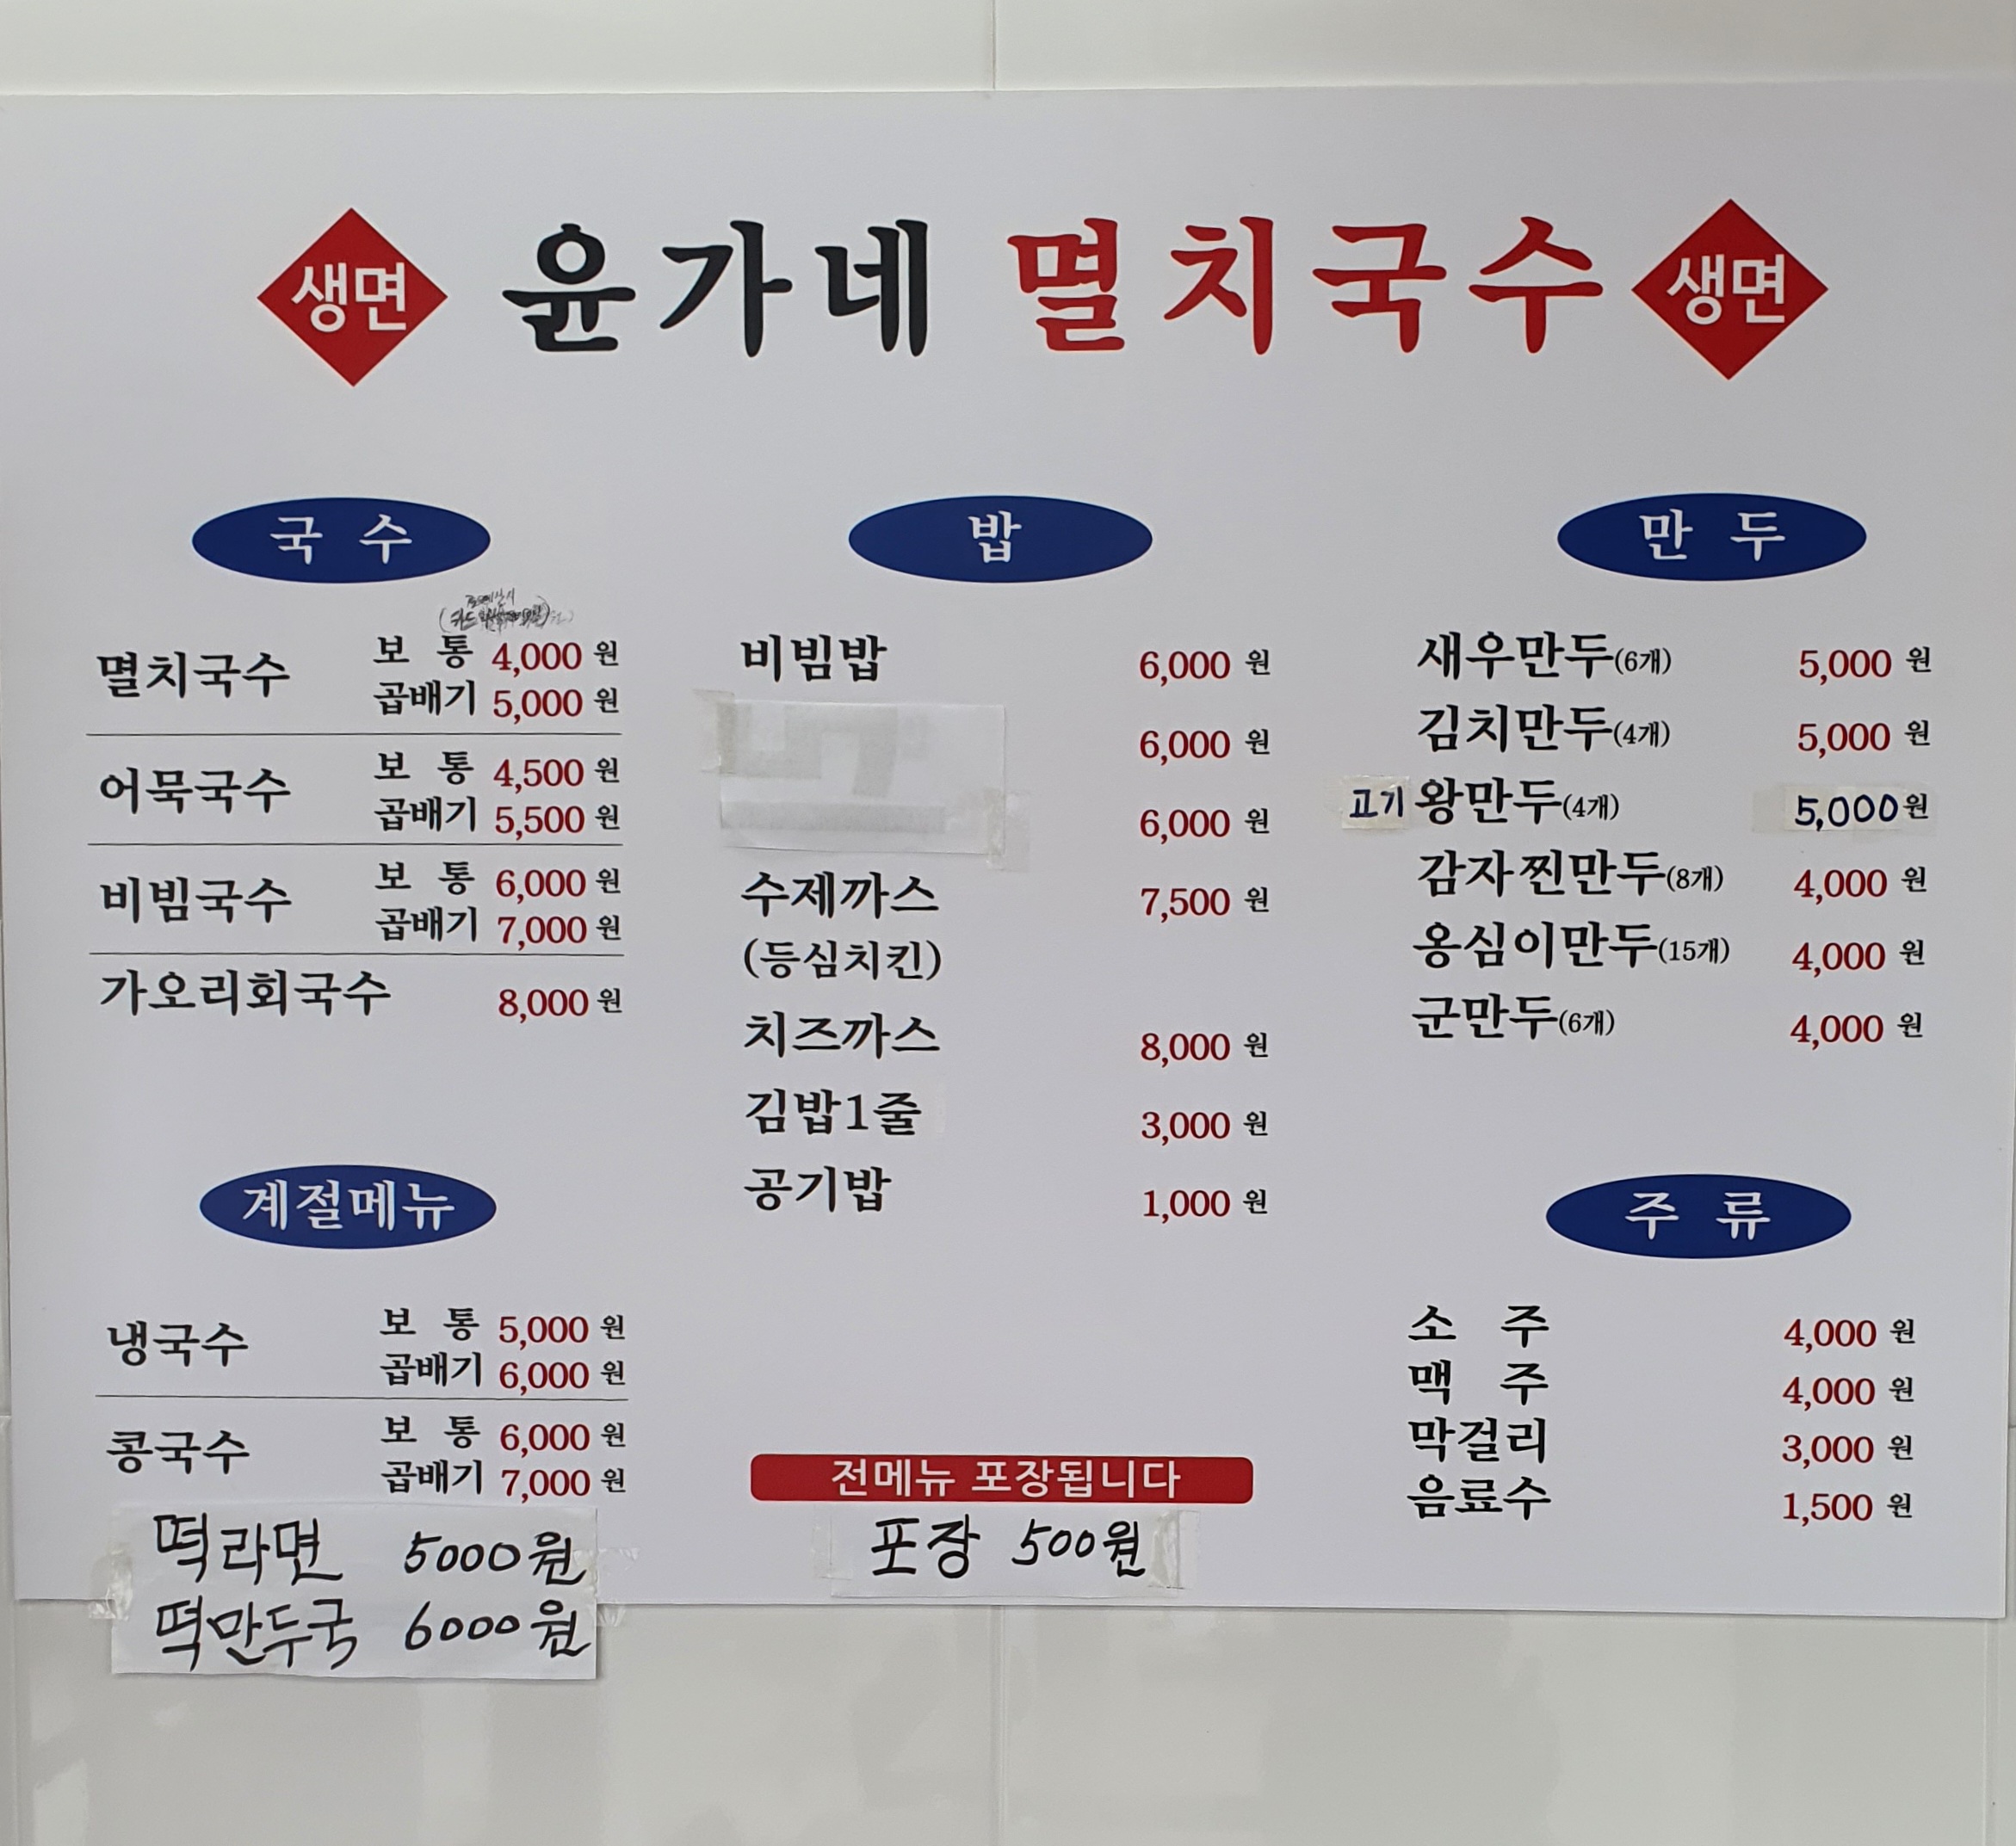 생면 윤가네 멸치국수 생면
국 수
멸치국수 보 통 4,000 원
곱배기 5,000 원
어묵국수 보 통 4,500 원
곱배기 5,500 원
비빔국수 보 통 6,000 원
곱배기 7,000 원
가오리회국수 8,000 원
계절메뉴
냉국수 보 통 5,000 원
곱배기 6,000 원
콩국수 보 통 6,000 원
곱배기 7,000 원
떡라면 5000원
떡만두국 6000원
밥
비빔밥 6,000 원
6,000 원
6,000 원
수제까스 7,500 원
(등심치킨)
치즈까스 8,000 원
김밥1줄 3,000 원
공기밥 1,000 원
전메뉴 포장됩니다
포장 500원
만 두
새우만두(6개) 5,000 원
김치만두(4개) 5,000 원
고기 왕만두(4개) 5,000원
감자찐만두(8개) 4,000 원
옹심이만두(15개) 4,000 원
군만두(6개) 4,000 원
주 류
소 주 4,000 원
맥 주 4,000 원
막걸리 3,000 원
음료수 1,500 원